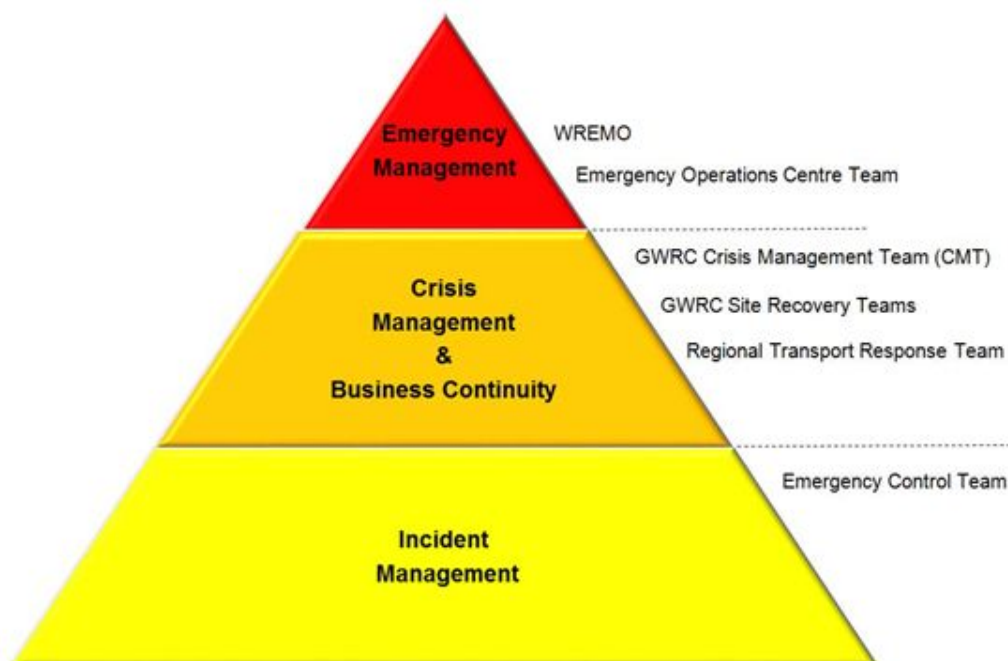 Emergency
Management
WREMO
Emergency Operations Centre Team
Crisis
Management
&
Business Continuity
GWRC Crisis Management Team (CMT)
GWRC Site Recovery Teams
Regional Transport Response Team
Incident
Management
Emergency Control Team